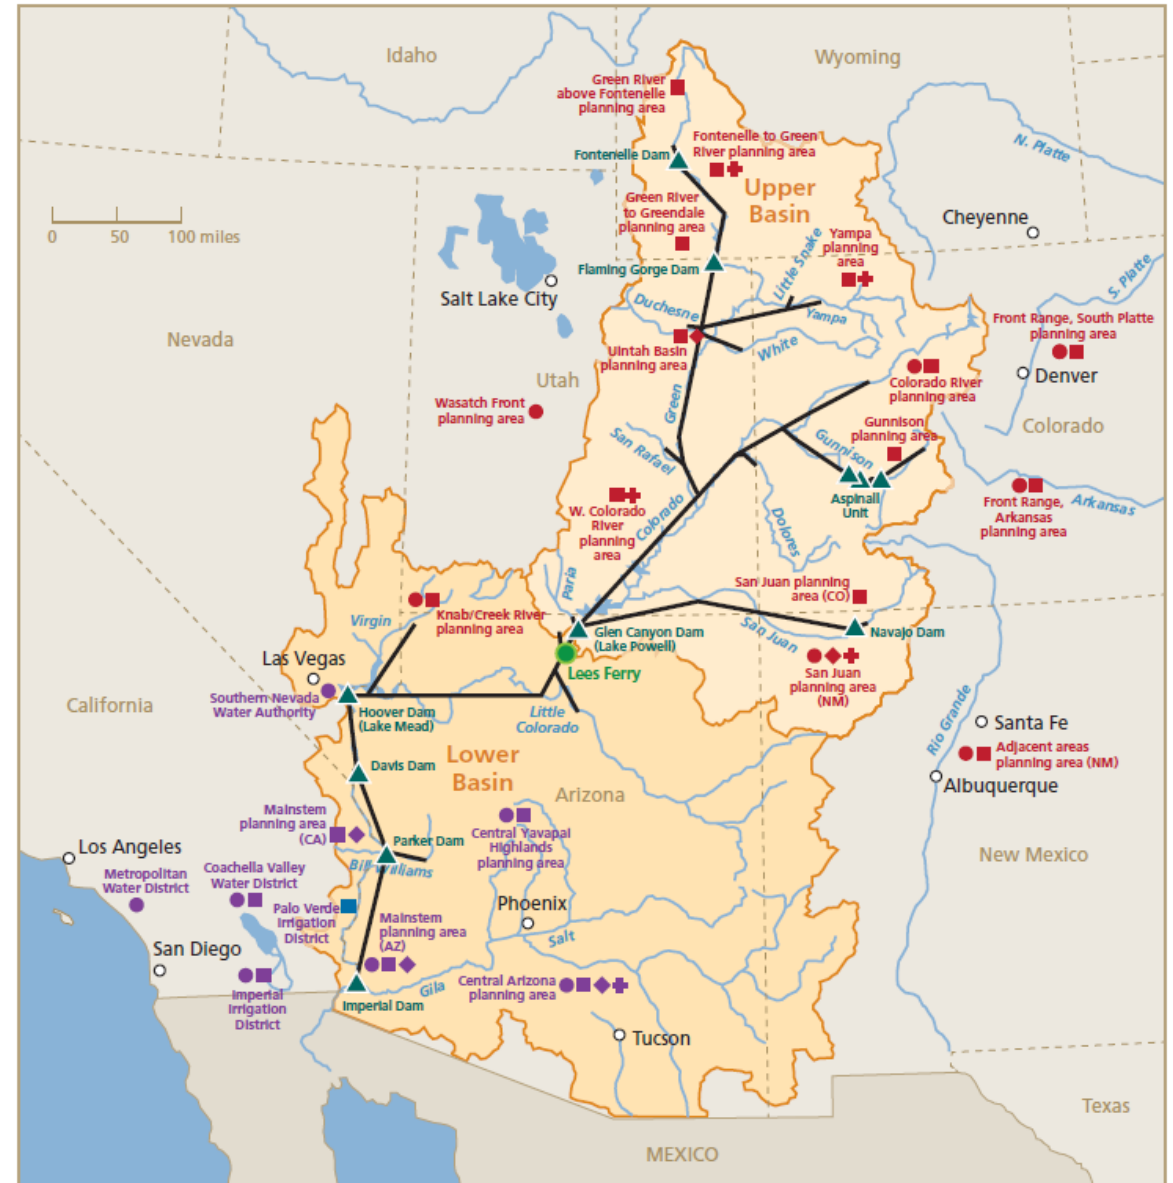 Idaho
Wyoming
Green River
above Fontenelle
planning area
Fontenelle to Green
River planning area
Fontenelle Dam
N. Platte
Upper
Basin
Green River
to Greendale
planning area
Cheyenne
0 50 100 miles
Yampa
planning
area
Little Snake
Flaming Gorge Dam
S. Platte
Salt Lake City
Duchesne
Yampa
Front Range, South Platte
planning area
Nevada
White
Uintah Basin
planning area
Utah
Denver
Colorado River
planning area
Green
Wasatch Front
planning area
Gunnison
planning area
Colorado
San Rafael
Gunnison
Aspinall
Unit
W. Colorado
River
planning
area
Colorado
Dolores
Front Range,
Arkansas
planning area
Arkansas
Paria
San Juan planning
area (CO)
Virgin
Knab/Creek River
planning area
Glen Canyon Dam
(Lake Powell)
San Juan
Navajo Dam
Las Vegas
Lees Ferry
San Juan
planning area
(NM)
Southern Nevada
Water Authority
California
Hoover Dam
(Lake Mead)
Little
Colorado
Rio Grande
Santa Fe
Adjacent areas
planning area (NM)
Lower
Basin
Davis Dam
Arizona
Albuquerque
Mainstem
planning area
(CA)
Parker Dam
Central Yavapai
Highlands
planning area
Los Angeles
New Mexico
Metropolitan
Water District
Coachella Valley
Water District
Bill Williams
Palo Verde
Irrigation
District
Phoenix
Mainstem
planning area
(AZ)
San Diego
Salt
Gila
Central Arizona
planning area
Imperial
Irrigation
District
Imperial Dam
Tucson
Texas
MEXICO